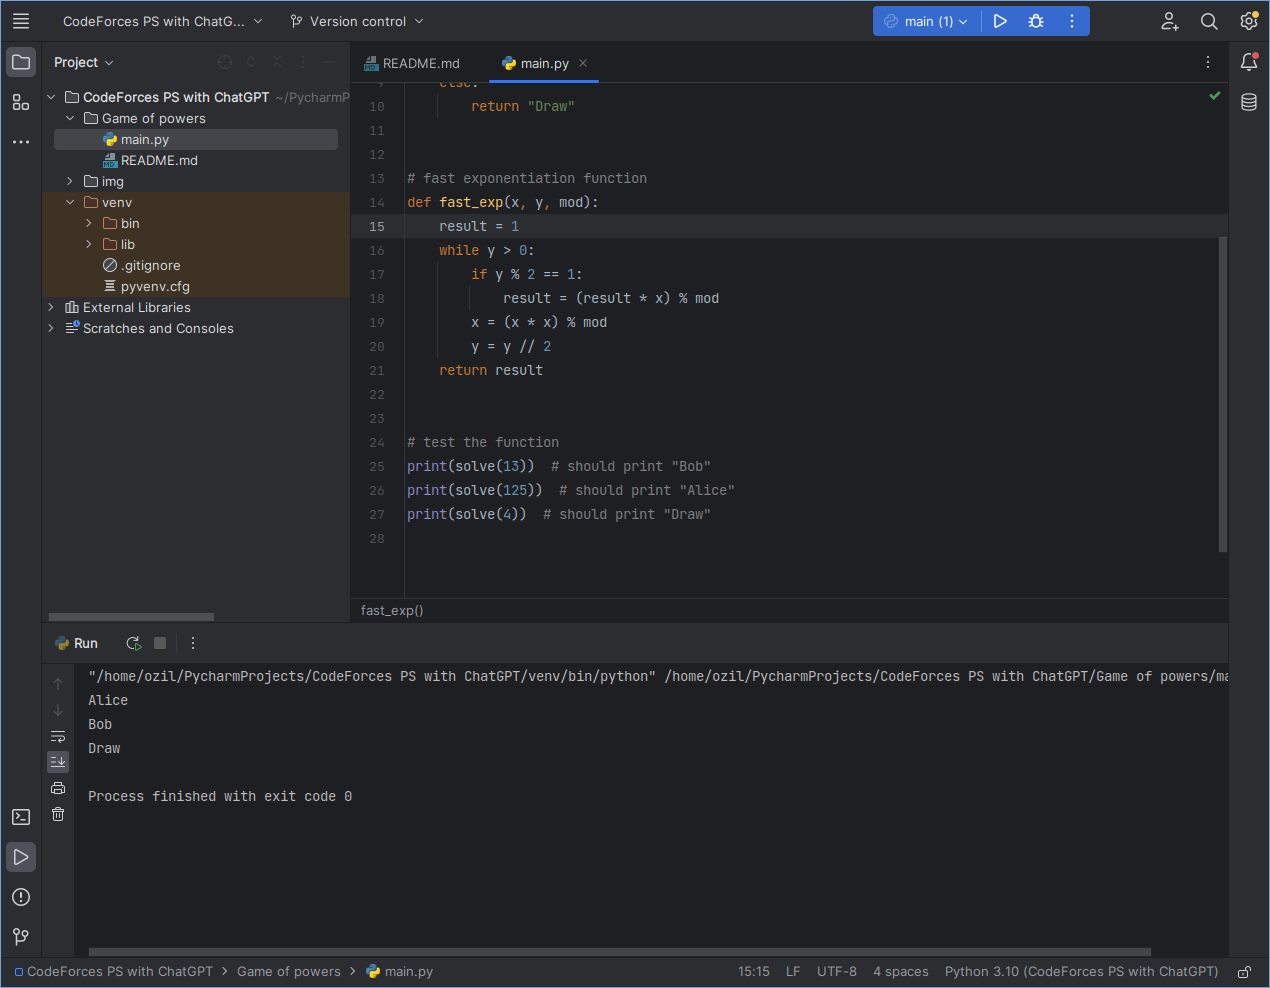 CodeForces PS with ChatG...
Version control
main (1)
Project
README.md
main.py
CodeForces PS with ChatGPT ~/PycharmP
Game of powers
main.py
README.md
img
venv
bin
lib
.gitignore
pyvenv.cfg
External Libraries
Scratches and Consoles
9 else:
10 return "Draw"
11
12
13 # fast exponentiation function
14 def fast_exp(x, y, mod):
15 result = 1
16 while y > 0:
17 if y % 2 == 1:
18 result = (result * x) % mod
19 x = (x * x) % mod
20 y = y // 2
21 return result
22
23
24 # test the function
25 print(solve(13)) # should print "Bob"
26 print(solve(125)) # should print "Alice"
27 print(solve(4)) # should print "Draw"
28
fast_exp()
Run
"/home/ozil/PycharmProjects/CodeForces PS with ChatGPT/venv/bin/python" /home/ozil/PycharmProjects/CodeForces PS with ChatGPT/Game of powers/ma
Alice
Bob
Draw
Process finished with exit code 0
CodeForces PS with ChatGPT > Game of powers > main.py
15:15 LF UTF-8 4 spaces Python 3.10 (CodeForces PS with ChatGPT)